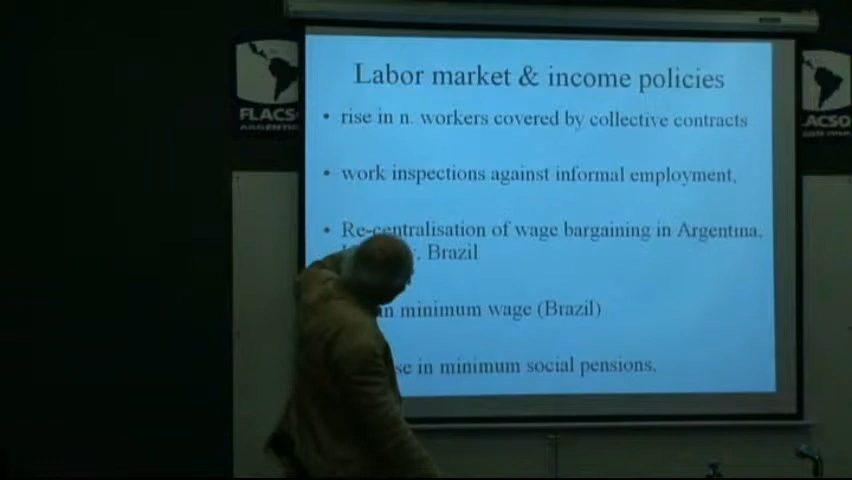 Labor market & income policies
• rise in n. workers covered by collective contracts
• work inspections against informal employment,
• Re-centralisation of wage bargaining in Argentina,
Brazil
minimum wage (Brazil)
in minimum social pensions,
FLACSO
ARGENTINA